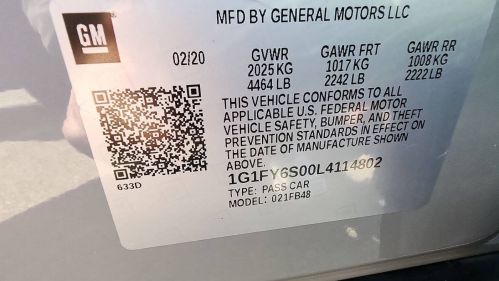 MFD BY GENERAL MOTORS LLC
GM
02/20 GVWR GAWR FRT GAWR RR
2025 KG 1017 KG 1008 KG
4464 LB 2242 LB 2222 LB
THIS VEHICLE CONFORMS TO ALL
APPLICABLE U.S. FEDERAL MOTOR
VEHICLE SAFETY, BUMPER, AND THEFT
PREVENTION STANDARDS IN EFFECT ON
THE DATE OF MANUFACTURE SHOWN
ABOVE.
633D
1G1FY6S00L4114802
TYPE: PASS CAR
MODEL: 021FB48